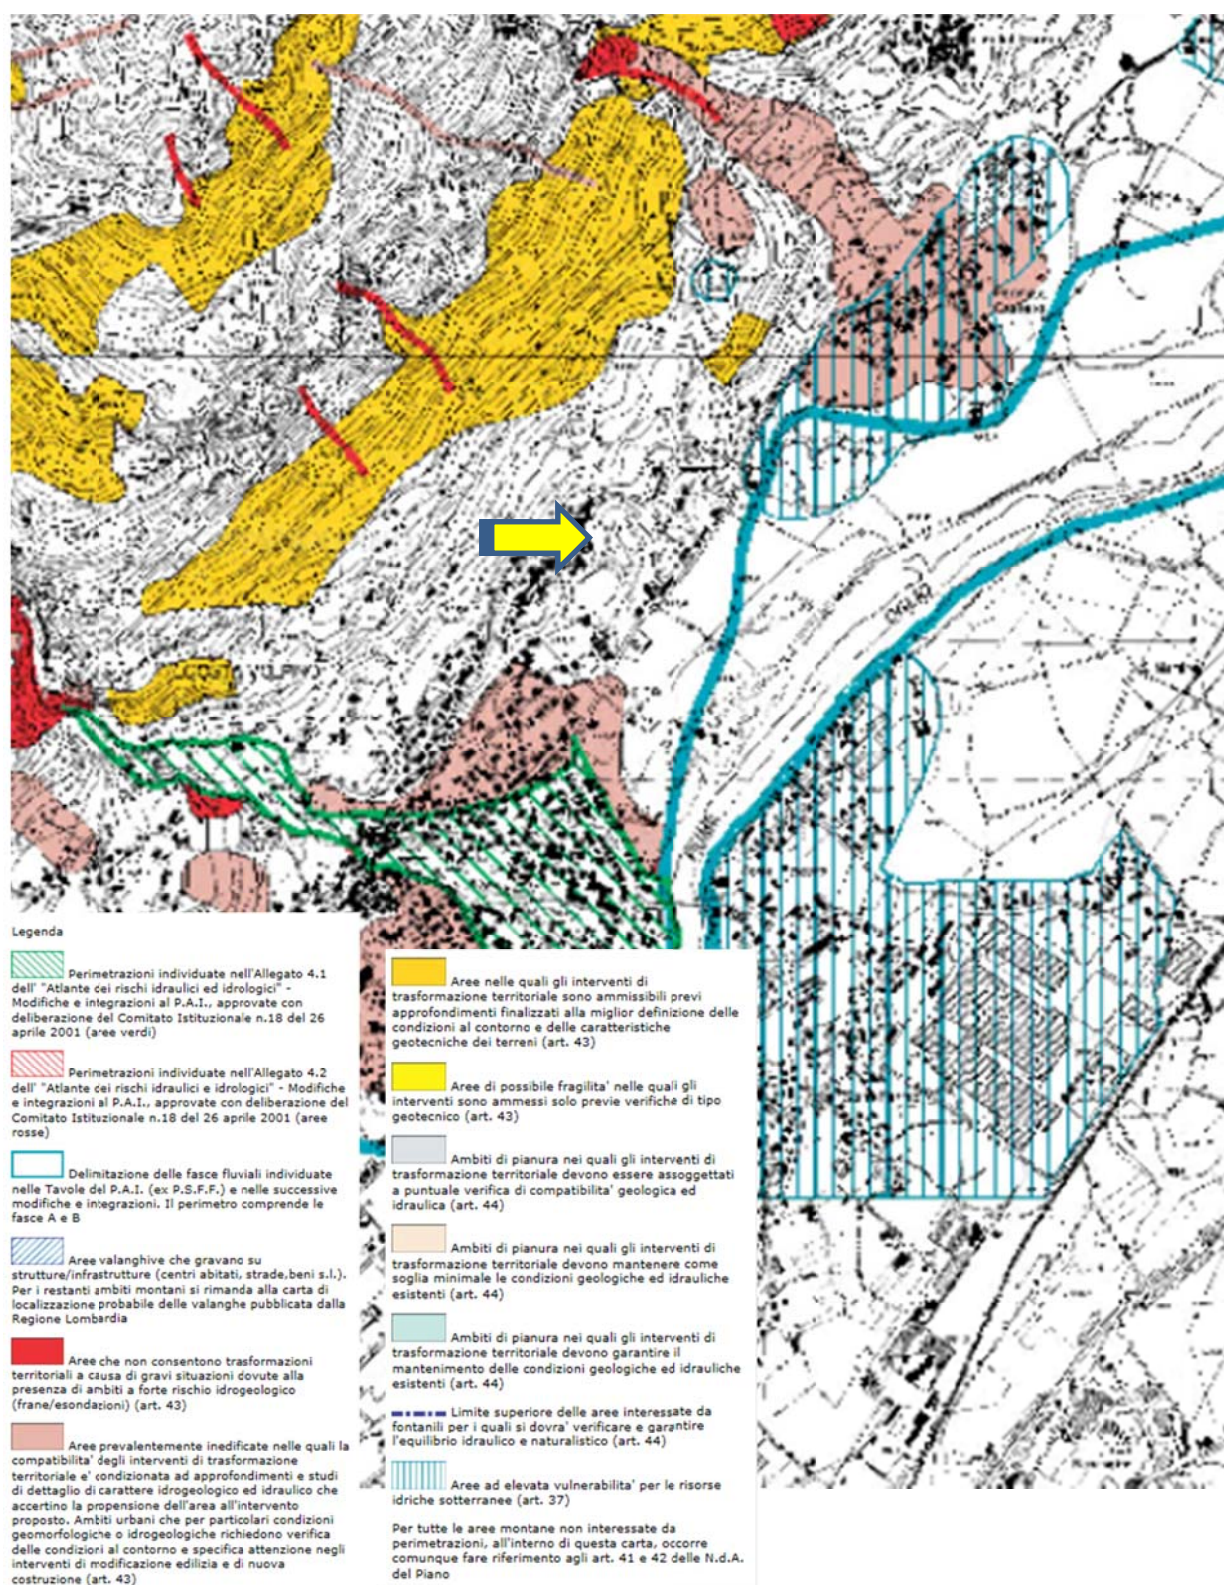 OGLIO
Legenda
Perimetrazioni individuate nell'Allegato 4.1
dell' "Atlante dei rischi idraulici ed idrologici" -
Modifiche e integrazioni al P.A.I., approvate con
deliberazione del Comitato Istituzionale n.18 del 26
aprile 2001 (aree verdi)
Perimetrazioni individuate nell'Allegato 4.2
dell' "Atlante dei rischi idraulici e idrologici" - Modifiche
e integrazioni al P.A.I., approvate con deliberazione del
Comitato Istituzionale n.18 del 26 aprile 2001 (aree
rosse)
Delimitazione delle fasce fluviali individuate
nelle Tavole del P.A.I. (ex P.S.F.F.) e nelle successive
modifiche e integrazioni. Il perimetro comprende le
fasce A e B
Aree valanghive che gravano su
strutture/infrastrutture (centri abitati, strade,beni s.l.).
Per i restanti ambiti montani si rimanda alla carta di
localizzazione probabile delle valanghe pubblicata dalla
Regione Lombardia
Aree che non consentono trasformazioni
territoriali a causa di gravi situazioni dovute alla
presenza di ambiti a forte rischio idrogeologico
(frane/esondazioni) (art. 43)
Aree prevalentemente inedificate nelle quali la
compatibilita' degli interventi di trasformazione
territoriale e' condizionata ad approfondimenti e studi
di dettaglio di carattere idrogeologico ed idraulico che
accertino la propensione dell'area all'intervento
proposto. Ambiti urbani che per particolari condizioni
geomorfologiche o idrogeologiche richiedono verifica
delle condizioni al contorno e specifica attenzione negli
interventi di modificazione edilizia e di nuova
costruzione (art. 43)
Aree nelle quali gli interventi di
trasformazione territoriale sono ammissibili previ
approfondimenti finalizzati alla miglior definizione delle
condizioni al contorno e delle caratteristiche
geotecniche dei terreni (art. 43)
Aree di possibile fragilita' nelle quali gli
interventi sono ammessi solo previe verifiche di tipo
geotecnico (art. 43)
Ambiti di pianura nei quali gli interventi di
trasformazione territoriale devono essere assoggettati
a puntuale verifica di compatibilita' geologica ed
idraulica (art. 44)
Ambiti di pianura nei quali gli interventi di
trasformazione territoriale devono mantenere come
soglia minimale le condizioni geologiche ed idrauliche
esistenti (art. 44)
Ambiti di pianura nei quali gli interventi di
trasformazione territoriale devono garantire il
mantenimento delle condizioni geologiche ed idrauliche
esistenti (art. 44)
Limite superiore delle aree interessate da
fontanili per i quali si dovra' verificare e garantire
l'equilibrio idraulico e naturalistico (art. 44)
Aree ad elevata vulnerabilita' per le risorse
idriche sotterranee (art. 37)
Per tutte le aree montane non interessate da
perimetrazioni, all'interno di questa carta, occorre
comunque fare riferimento agli art. 41 e 42 delle N.d.A.
del Piano